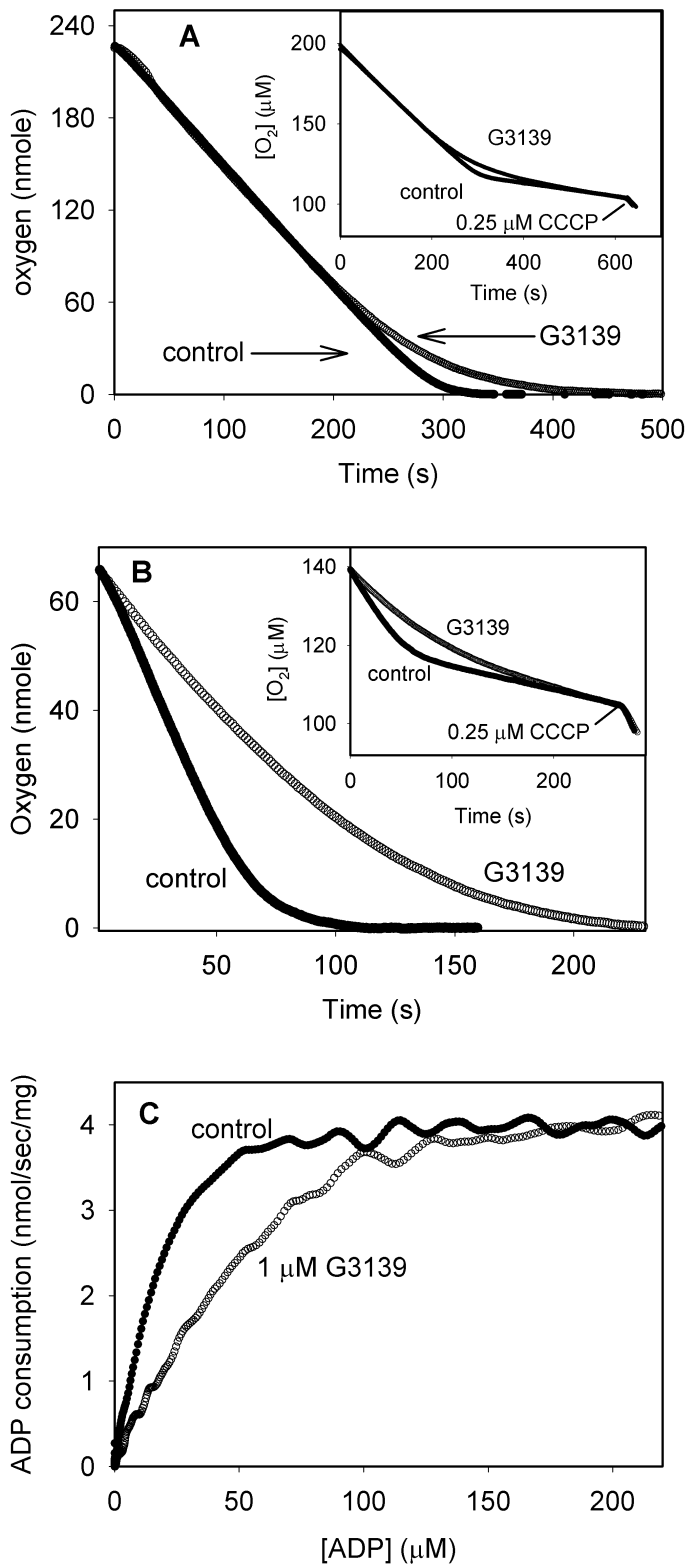 A
240
180
120
60
0
oxygen (nmole)
0 100 200 300 400 500
Time (s)
control
G3139
200
150
100
[O₂] (μM)
G3139
control
0.25 μM CCCP
0 200 400 600
Time (s)
B
60
40
20
0
Oxygen (nmole)
50 100 150 200
Time (s)
control
G3139
140
120
100
[O₂] (μM)
G3139
control
0.25 μM CCCP
0 100 200
Time (s)
C
4
3
2
1
0
ADP consumption (nmol/sec/mg)
control
1 μM G3139
0 50 100 150 200
[ADP] (μM)